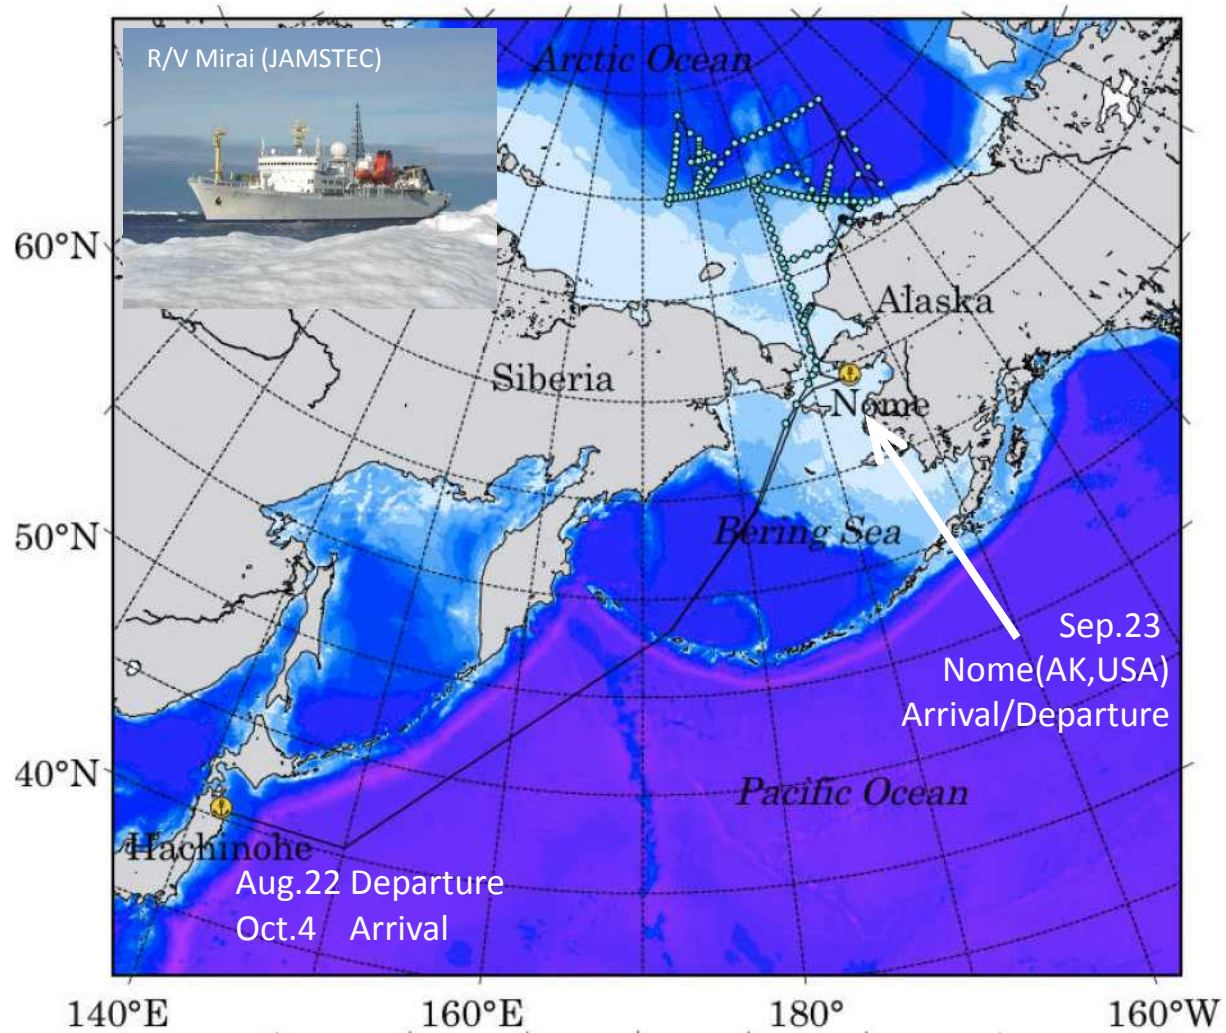 R/V Mirai (JAMSTEC)
Arctic Ocean
60°N
Alaska
Siberia
Nome
50°N
Bering Sea
Sep.23
Nome(AK,USA)
Arrival/Departure
40°N
Pacific Ocean
Hachinohe
Aug.22 Departure
Oct.4 Arrival
140°E 160°E 180° 160°W